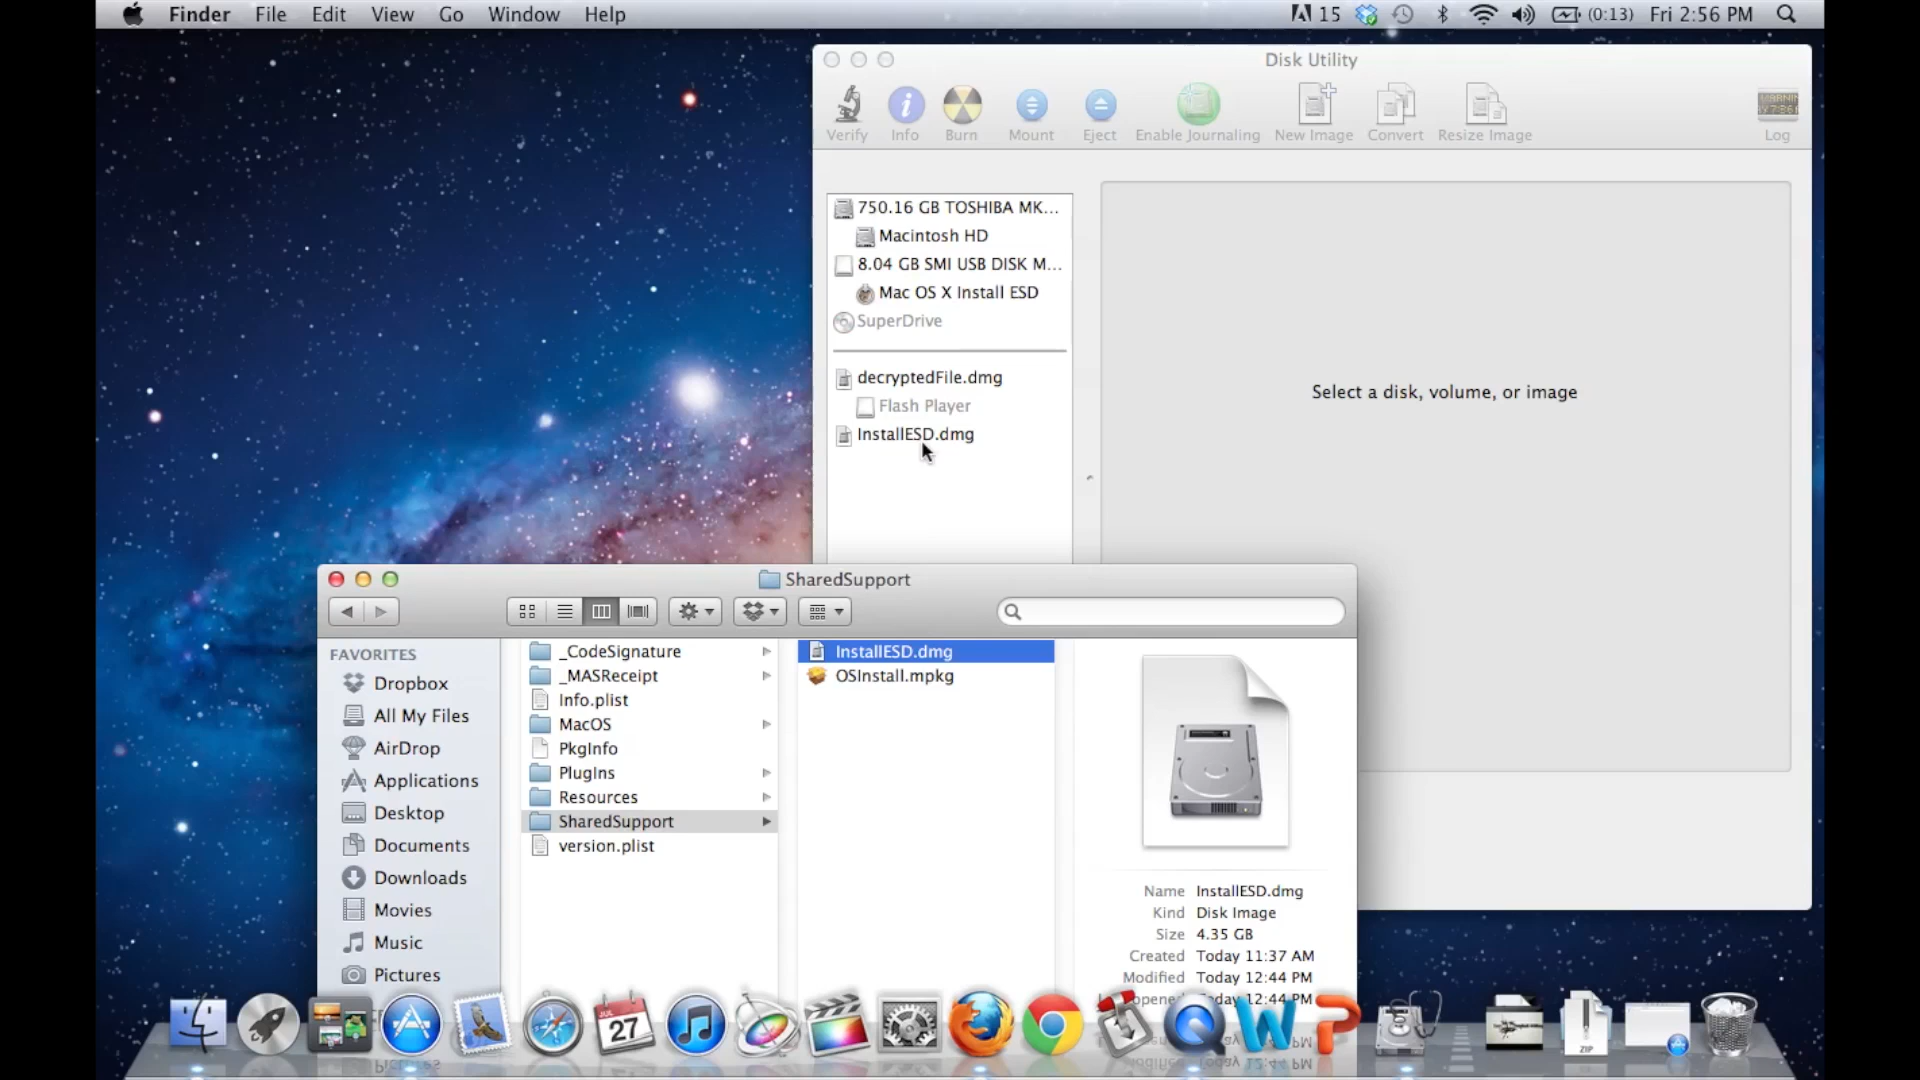 Finder File Edit View Go Window Help 15 (0:13) Fri 2:56 PM
Disk Utility
Verify Info Burn Mount Eject Enable Journaling New Image Convert Resize Image Log
750.16 GB TOSHIBA MK...
Macintosh HD
8.04 GB SMI USB DISK M...
Mac OS X Install ESD
SuperDrive
decryptedFile.dmg
Flash Player
InstallESD.dmg
Select a disk, volume, or image
SharedSupport
FAVORITES
Dropbox
All My Files
AirDrop
Applications
Desktop
Documents
Downloads
Movies
Music
Pictures
_CodeSignature
_MASReceipt
Info.plist
MacOS
PkgInfo
PlugIns
Resources
SharedSupport
version.plist
InstallESD.dmg
OSInstall.mpkg
Name InstallESD.dmg
Kind Disk Image
Size 4.35 GB
Created Today 11:37 AM
Modified Today 12:44 PM
opened Today 12:44 PM
JUL
27
ZIP